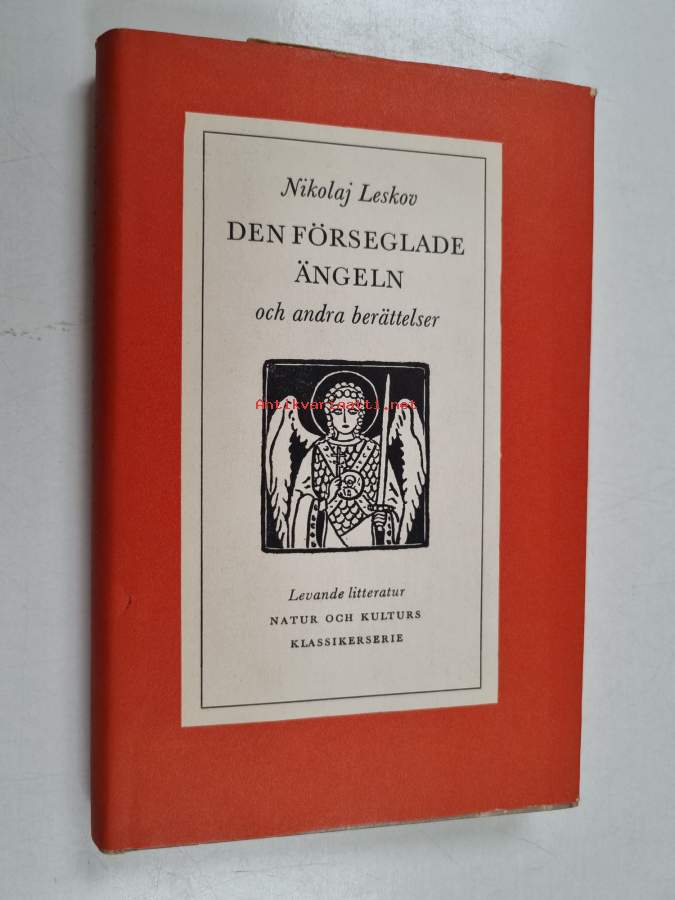 Nikolaj Leskov
DEN FÖRSEGLADE
ÄNGELN
och andra berättelser
Antikvariaatti.net
Levande litteratur
NATUR OCH KULTURS
KLASSIKERSERIE